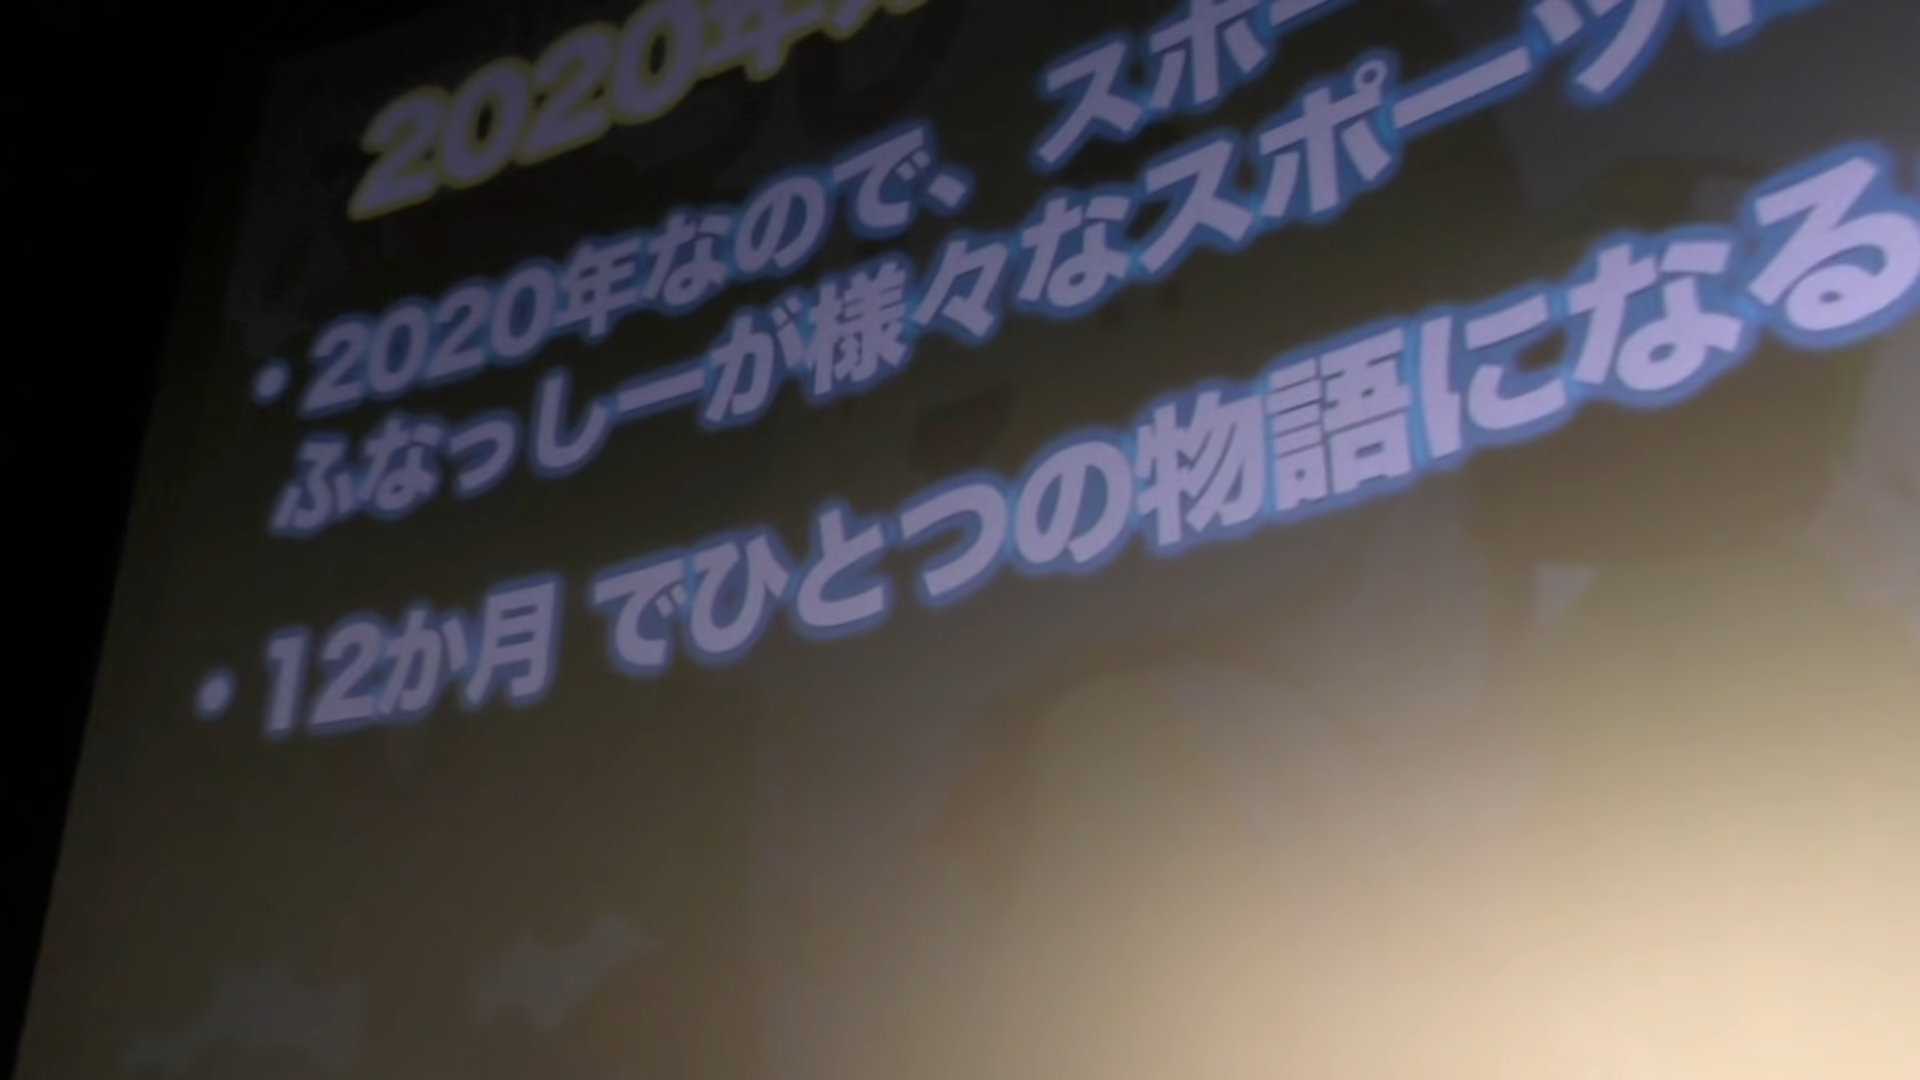 2020年
・2020年なので、スポー
ふなっしーが様々なスポーツに
・12か月でひとつの物語になる